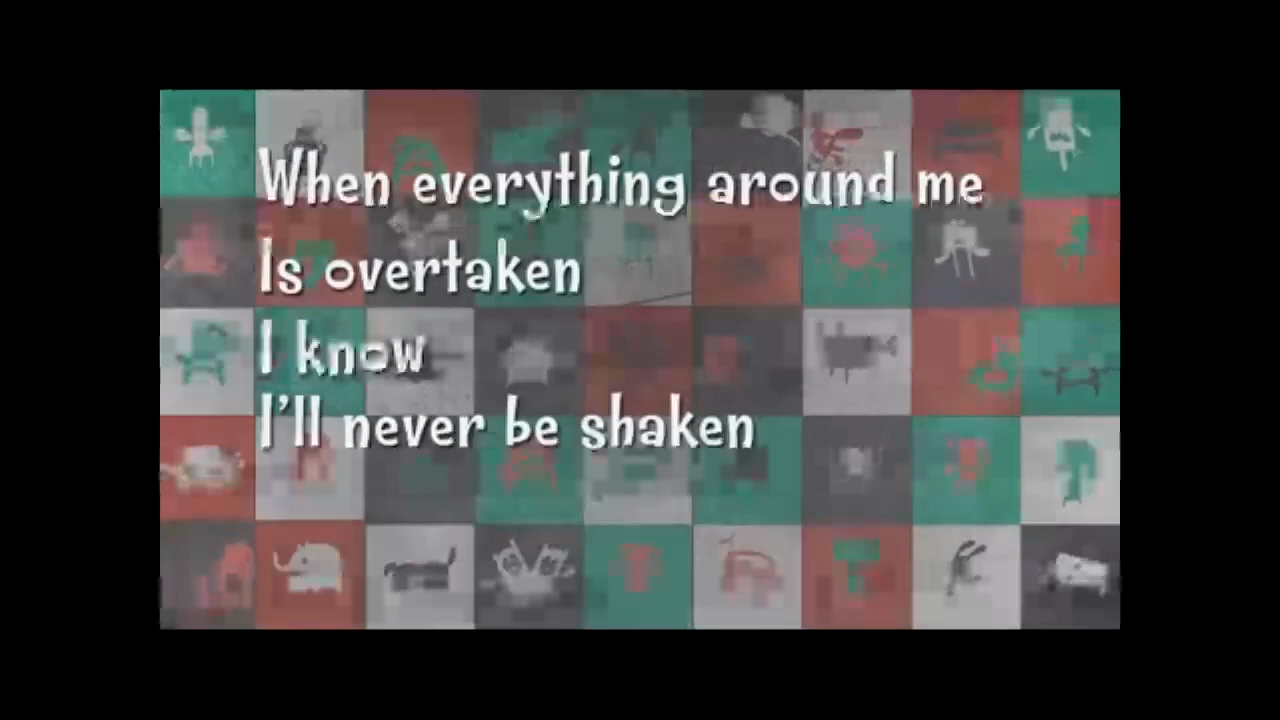 When everything around me
Is overtaken
I know
I'll never be shaken